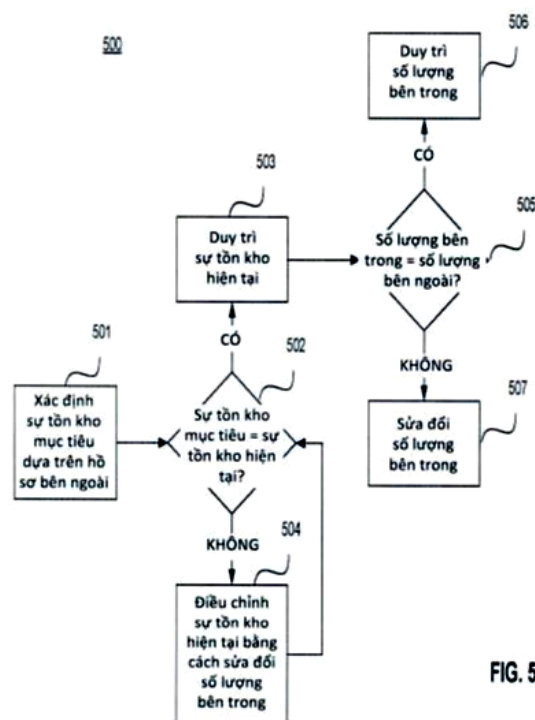 500
506
Duy trì
số lượng
bên trong
CÓ
503
505
Duy trì
sự tồn kho
hiện tại
Số lượng bên
trong = số lượng
bên ngoài?
CÓ
KHÔNG
501
502
507
Xác định
sự tồn kho
mục tiêu
dựa trên hồ
sơ bên ngoài
Sự tồn kho
mục tiêu = sự
tồn kho hiện
tại?
Sửa đổi
số lượng
bên trong
KHÔNG
504
Điều chỉnh
sự tồn kho
hiện tại bằng
cách sửa đổi
số lượng
bên trong
FIG. 5